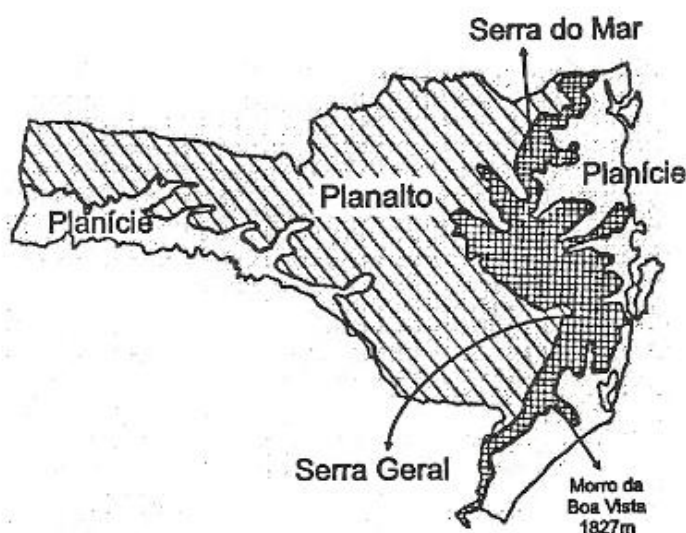 Serra do Mar
Planície
Planalto
Planície
Serra Geral
Morro da
Boa Vista
1827m